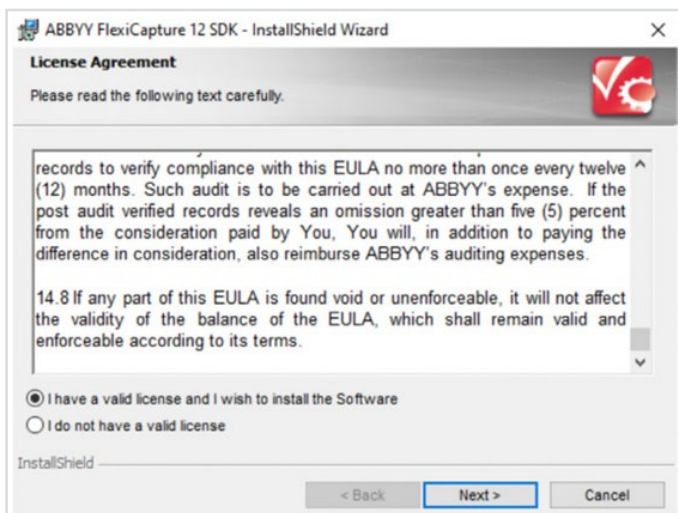 ABBYY FlexiCapture 12 SDK - InstallShield Wizard
License Agreement
Please read the following text carefully.
records to verify compliance with this EULA no more than once every twelve
(12) months. Such audit is to be carried out at ABBYY's expense. If the
post audit verified records reveals an omission greater than five (5) percent
from the consideration paid by You, You will, in addition to paying the
difference in consideration, also reimburse ABBYY's auditing expenses.
14.8 If any part of this EULA is found void or unenforceable, it will not affect
the validity of the balance of the EULA, which shall remain valid and
enforceable according to its terms.
I have a valid license and I wish to install the Software
I do not have a valid license
InstallShield
< Back Next > Cancel